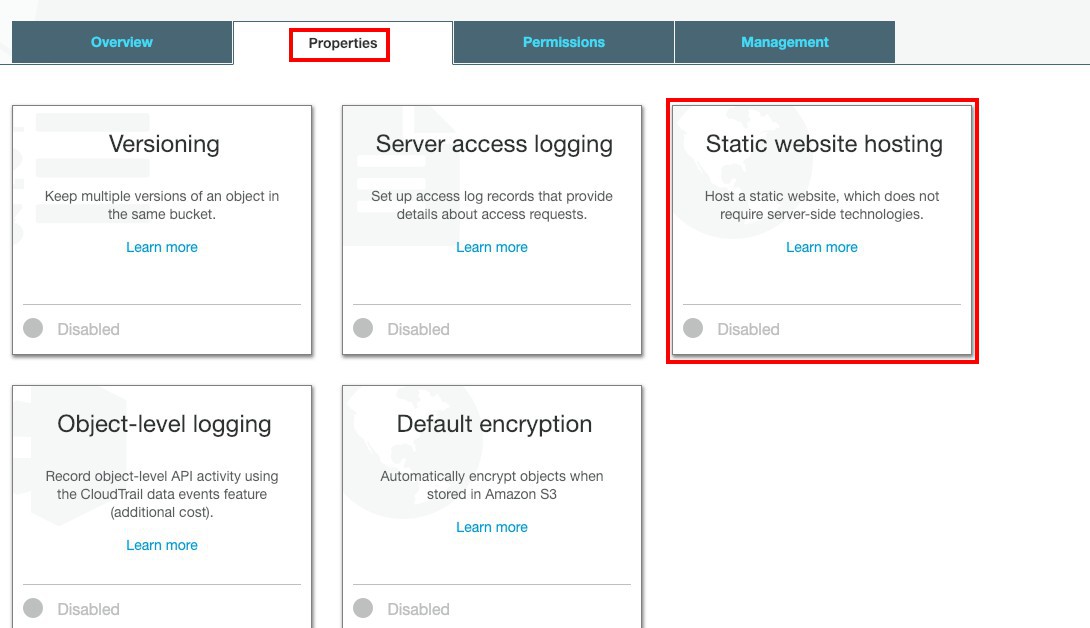 Overview
Properties
Permissions
Management
Versioning
Keep multiple versions of an object in
the same bucket.
Learn more
Disabled
Server access logging
Set up access log records that provide
details about access requests.
Learn more
Disabled
Static website hosting
Host a static website, which does not
require server-side technologies.
Learn more
Disabled
Object-level logging
Record object-level API activity using
the CloudTrail data events feature
(additional cost).
Learn more
Disabled
Default encryption
Automatically encrypt objects when
stored in Amazon S3
Learn more
Disabled